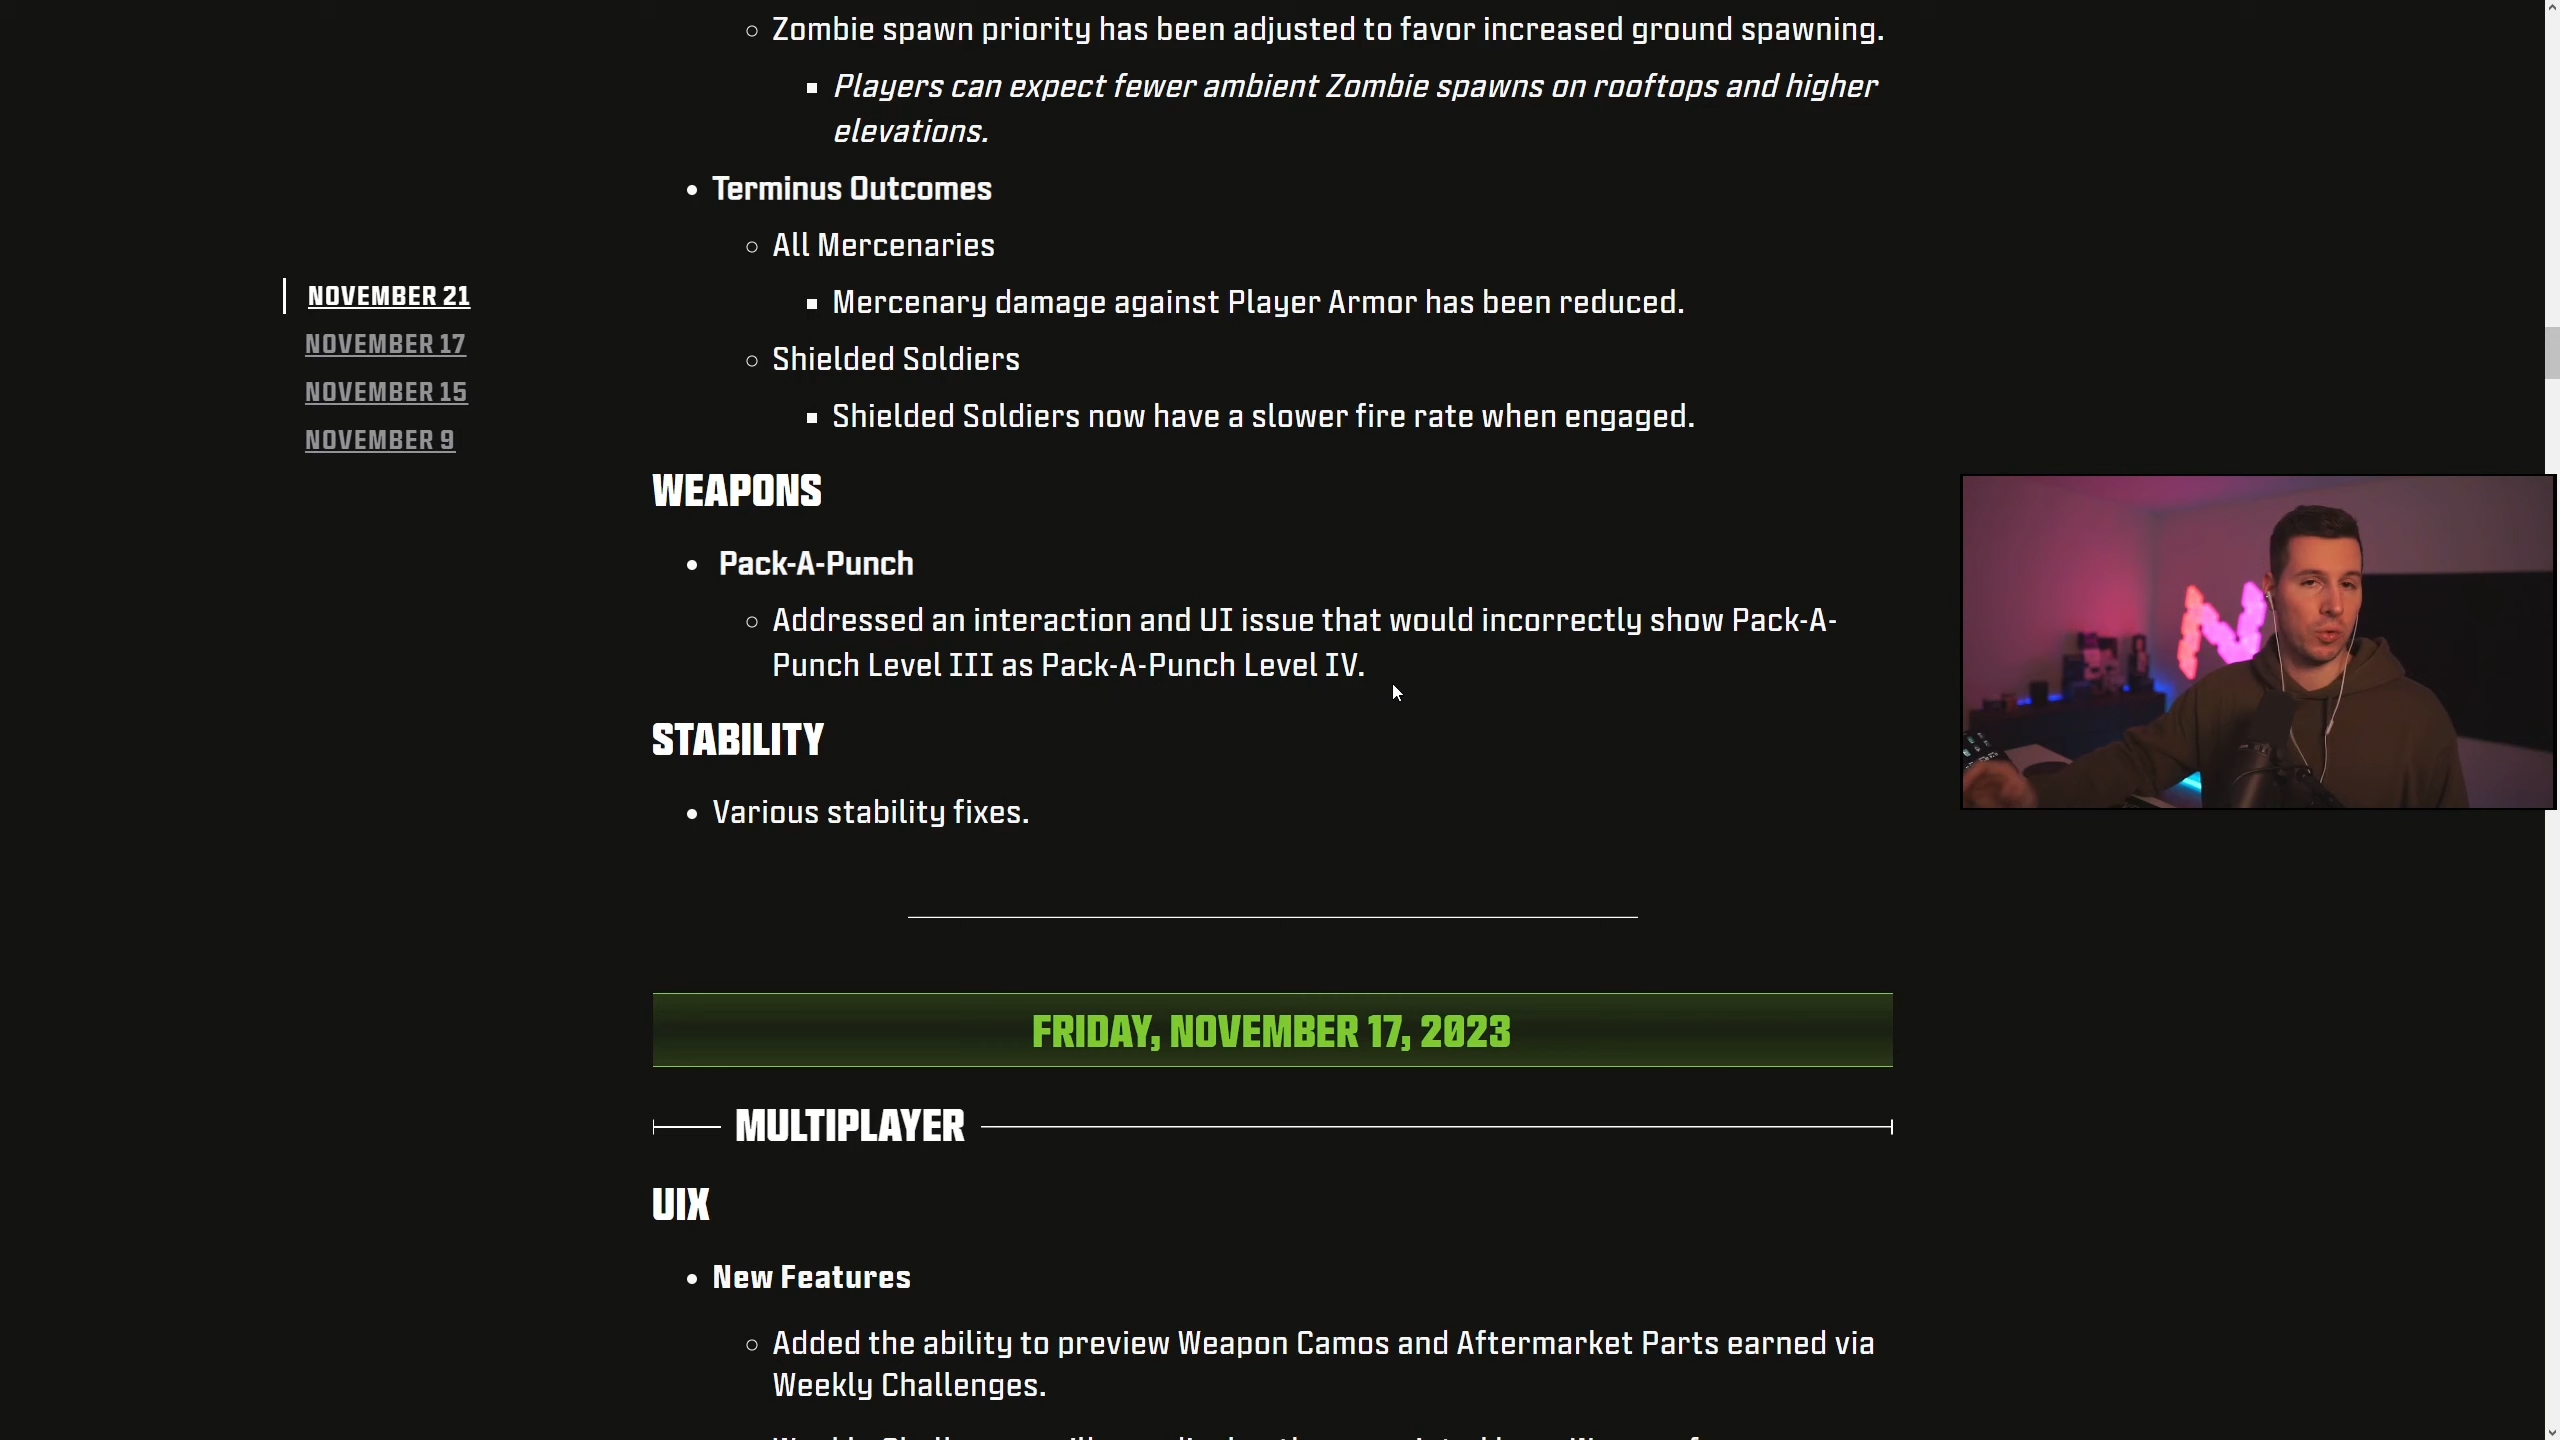 Zombie spawn priority has been adjusted to favor increased ground spawning.
Players can expect fewer ambient Zombie spawns on rooftops and higher
elevations.
Terminus Outcomes
All Mercenaries
Mercenary damage against Player Armor has been reduced.
Shielded Soldiers
Shielded Soldiers now have a slower fire rate when engaged.
NOVEMBER 21
NOVEMBER 17
NOVEMBER 15
NOVEMBER 9
WEAPONS
Pack-A-Punch
Addressed an interaction and UI issue that would incorrectly show Pack-A-
Punch Level III as Pack-A-Punch Level IV.
STABILITY
Various stability fixes.
FRIDAY, NOVEMBER 17, 2023
MULTIPLAYER
UIX
New Features
Added the ability to preview Weapon Camos and Aftermarket Parts earned via
Weekly Challenges.